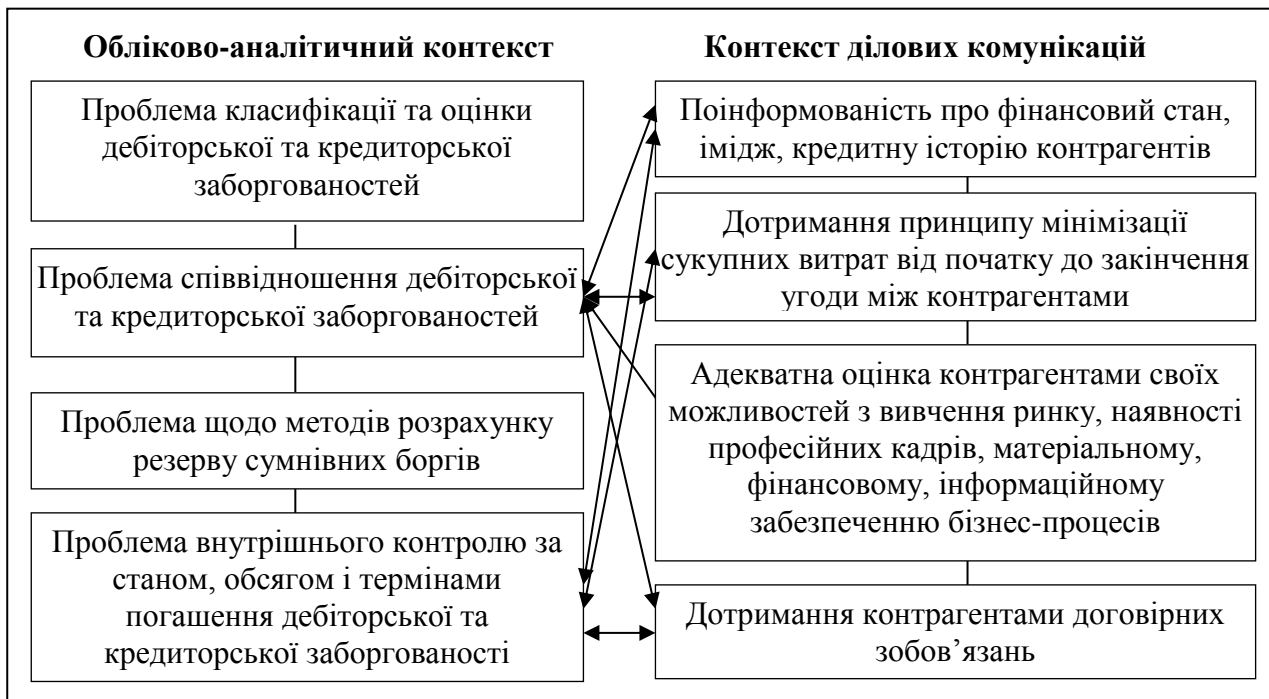 Обліково-аналітичний контекст
Проблема класифікації та оцінки
дебіторської та кредиторської
заборгованостей
Проблема співвідношення дебіторської
та кредиторської заборгованостей
Проблема щодо методів розрахунку
резерву сумнівних боргів
Проблема внутрішнього контролю за
станом, обсягом і термінами
погашення дебіторської та
кредиторської заборгованості
Контекст ділових комунікацій
Поінформованість про фінансовий стан,
імідж, кредитну історію контрагентів
Дотримання принципу мінімізації
сукупних витрат від початку до закінчення
угоди між контрагентами
Адекватна оцінка контрагентами своїх
можливостей з вивчення ринку, наявності
професійних кадрів, матеріальному,
фінансовому, інформаційному
забезпеченню бізнес-процесів
Дотримання контрагентами договірних
зобов’язань